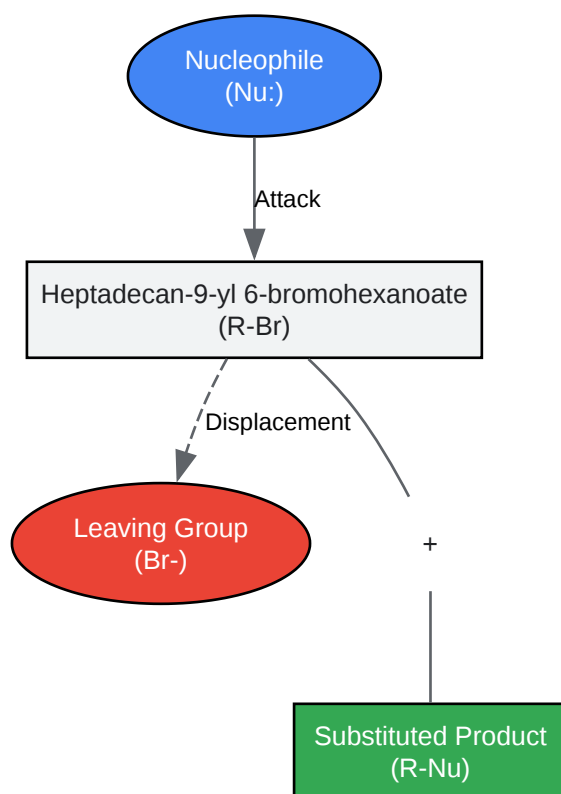 Nucleophile
(Nu:)
Attack
Heptadecan-9-yl 6-bromohexanoate
(R-Br)
Displacement
Leaving Group
(Br-)
+
Substituted Product
(R-Nu)